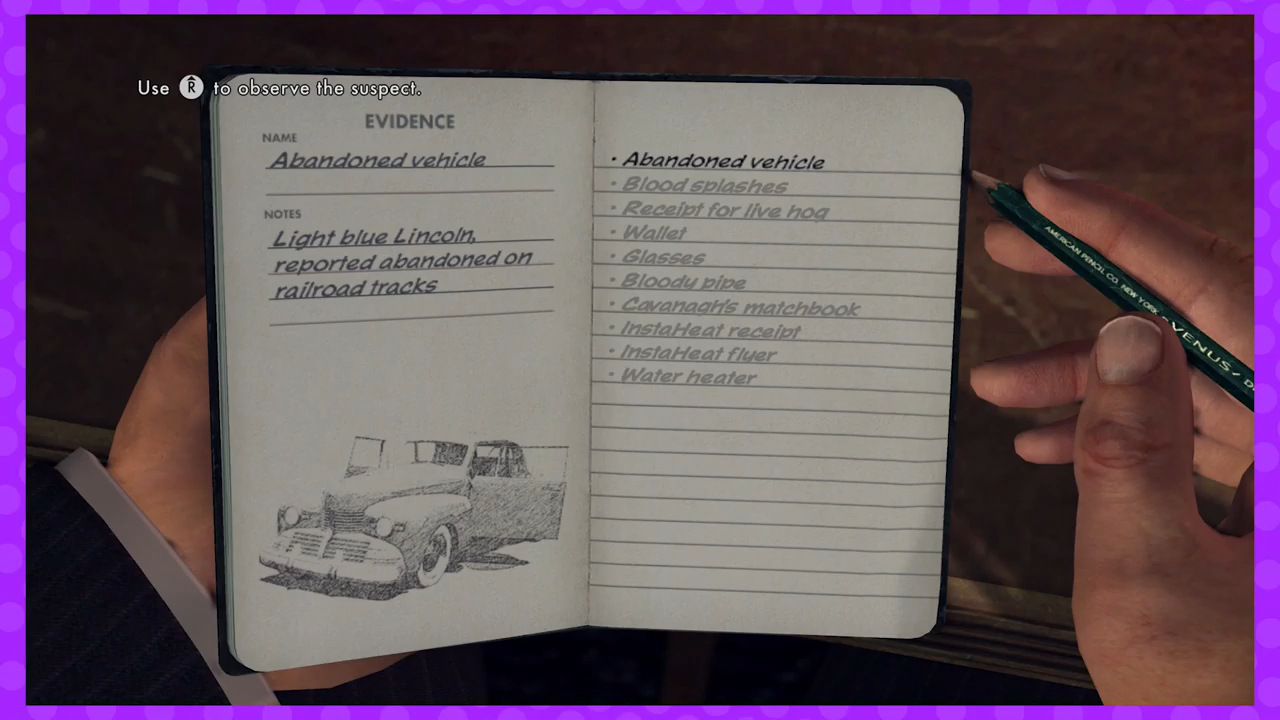 Use R to observe the suspect.
EVIDENCE
NAME
Abandoned vehicle
NOTES
Light blue Lincoln,
reported abandoned on
railroad tracks
· Abandoned vehicle
· Blood splashes
· Receipt for live hog
· Wallet
· Glasses
· Bloody pipe
· Cavanagh's matchbook
· InstaHeat receipt
· InstaHeat flyer
· Water heater
AMERICAN PENCIL CO. NEW YORK VENUS